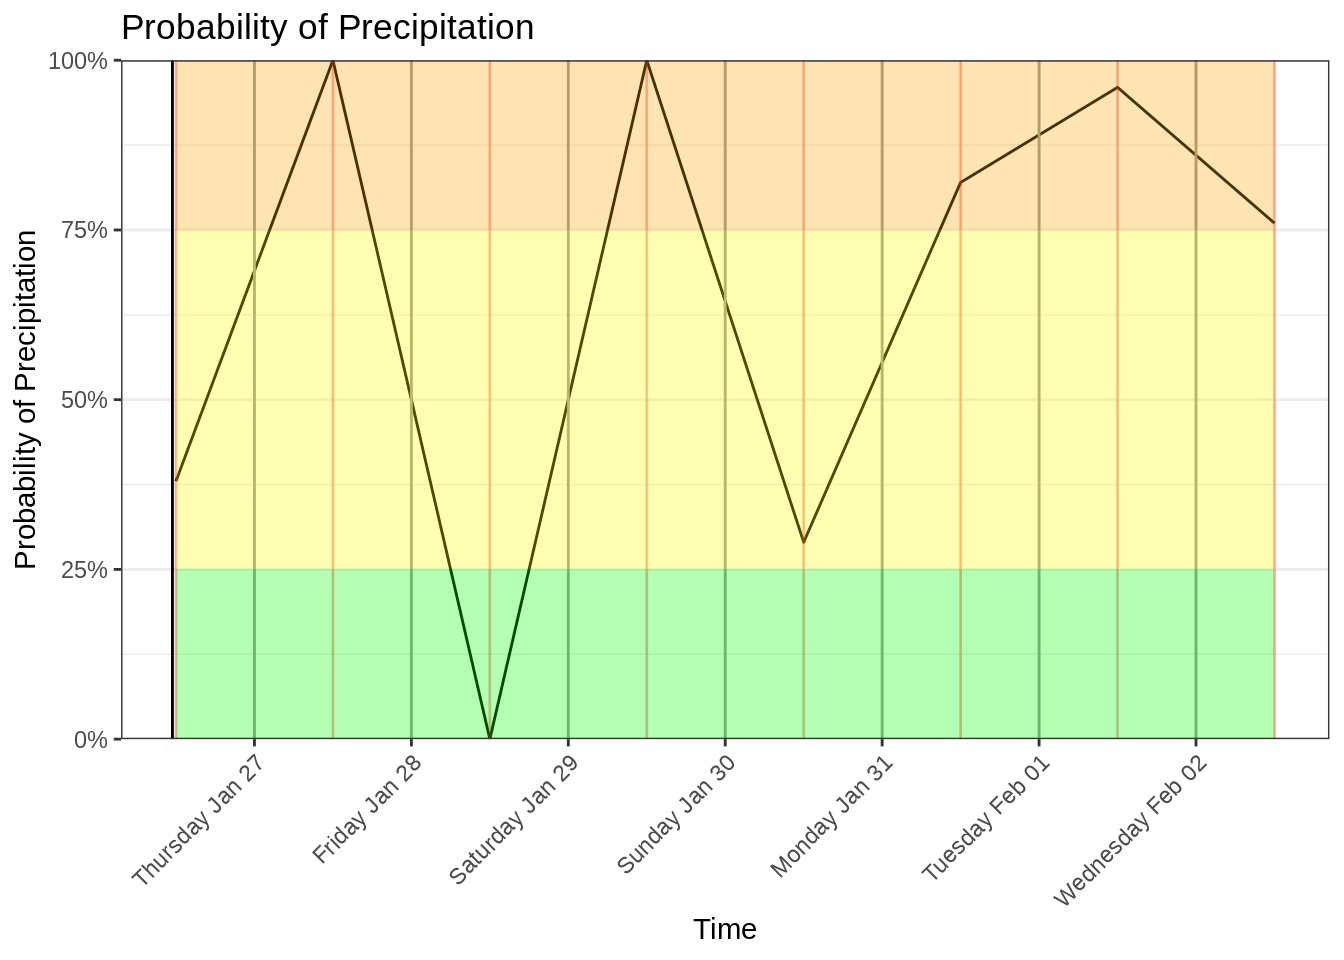 Probability of Precipitation
Probability of Precipitation
100%
75%
50%
25%
0%
Thursday Jan 27
Friday Jan 28
Saturday Jan 29
Sunday Jan 30
Monday Jan 31
Tuesday Feb 01
Wednesday Feb 02
Time